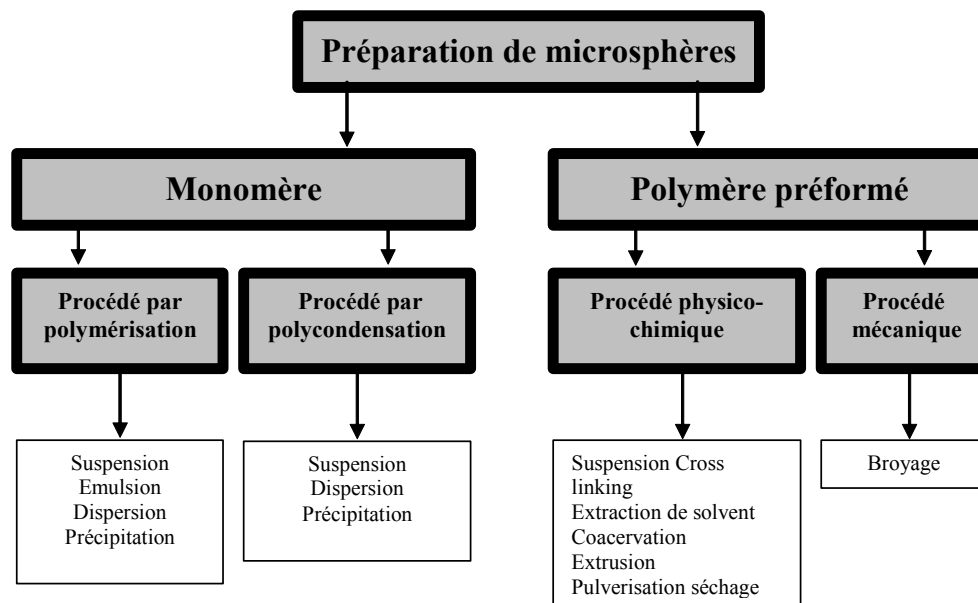 Préparation de microsphères
Monomère
Polymère préformé
Procédé par
polymérisation
Procédé par
polycondensation
Procédé physico-
chimique
Procédé
mécanique
Suspension
Emulsion
Dispersion
Précipitation
Suspension
Dispersion
Précipitation
Suspension Cross
linking
Extraction de solvent
Coacervation
Extrusion
Pulverisation séchage
Broyage